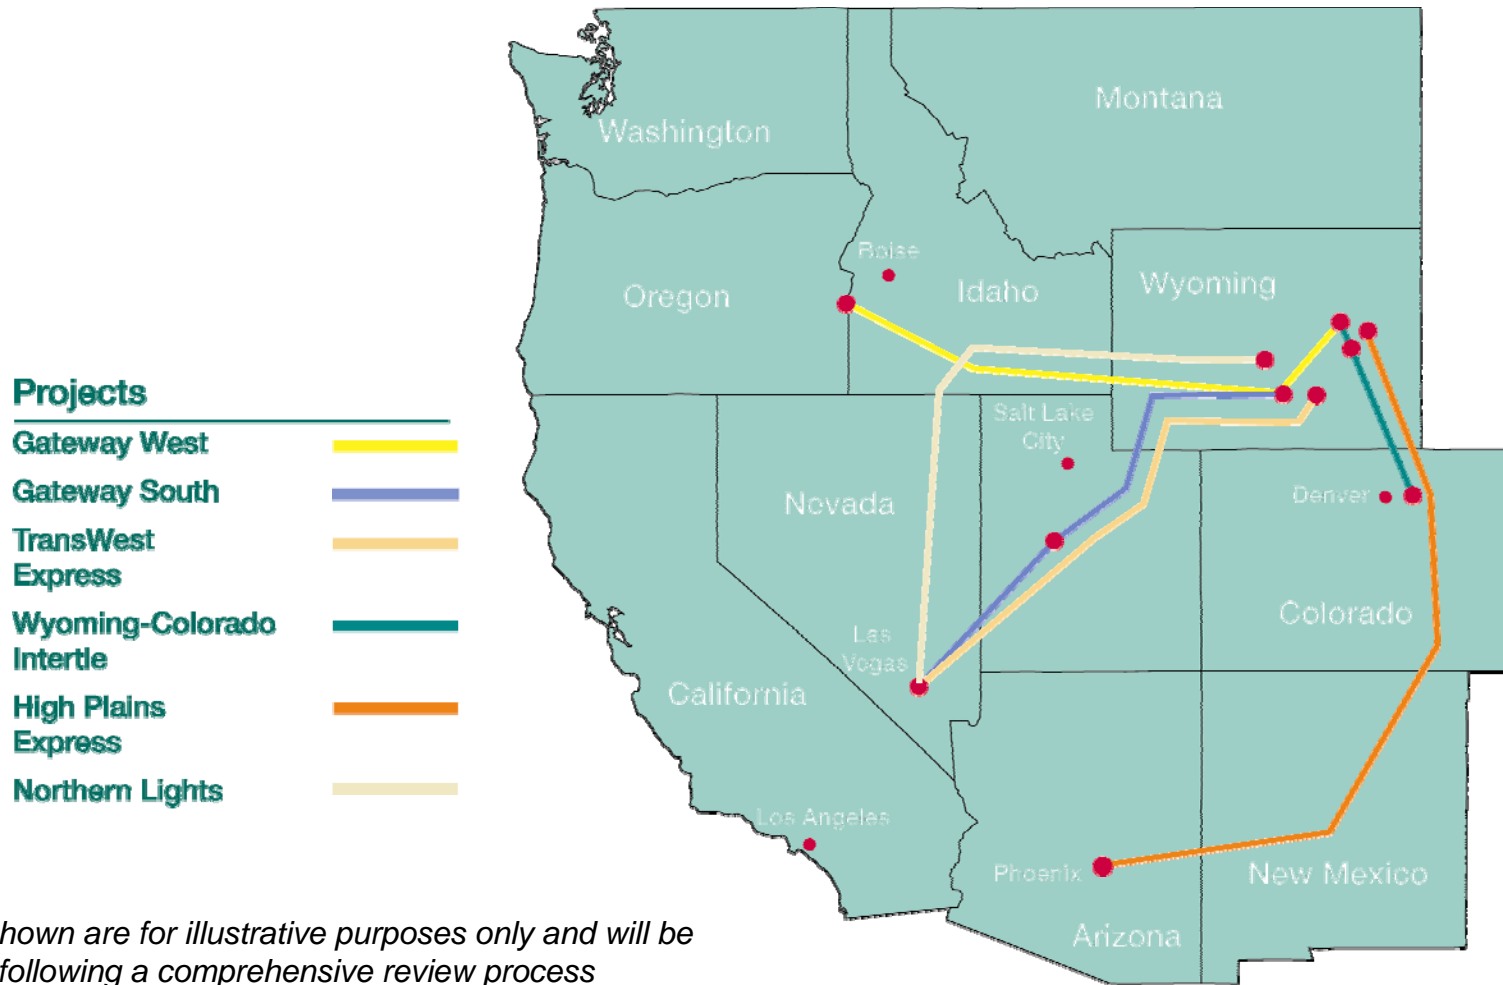 Projects
Gateway West
Gateway South
TransWest
Express
Wyoming-Colorado
Intertie
High Plains
Express
Northern Lights
Washington
Montana
Oregon
Boise
Idaho
Wyoming
Salt Lake
City
Nevada
Denver
Colorado
Las
Vegas
California
Los Angeles
Phoenix
New Mexico
Arizona
hown are for illustrative purposes only and will be
following a comprehensive review process